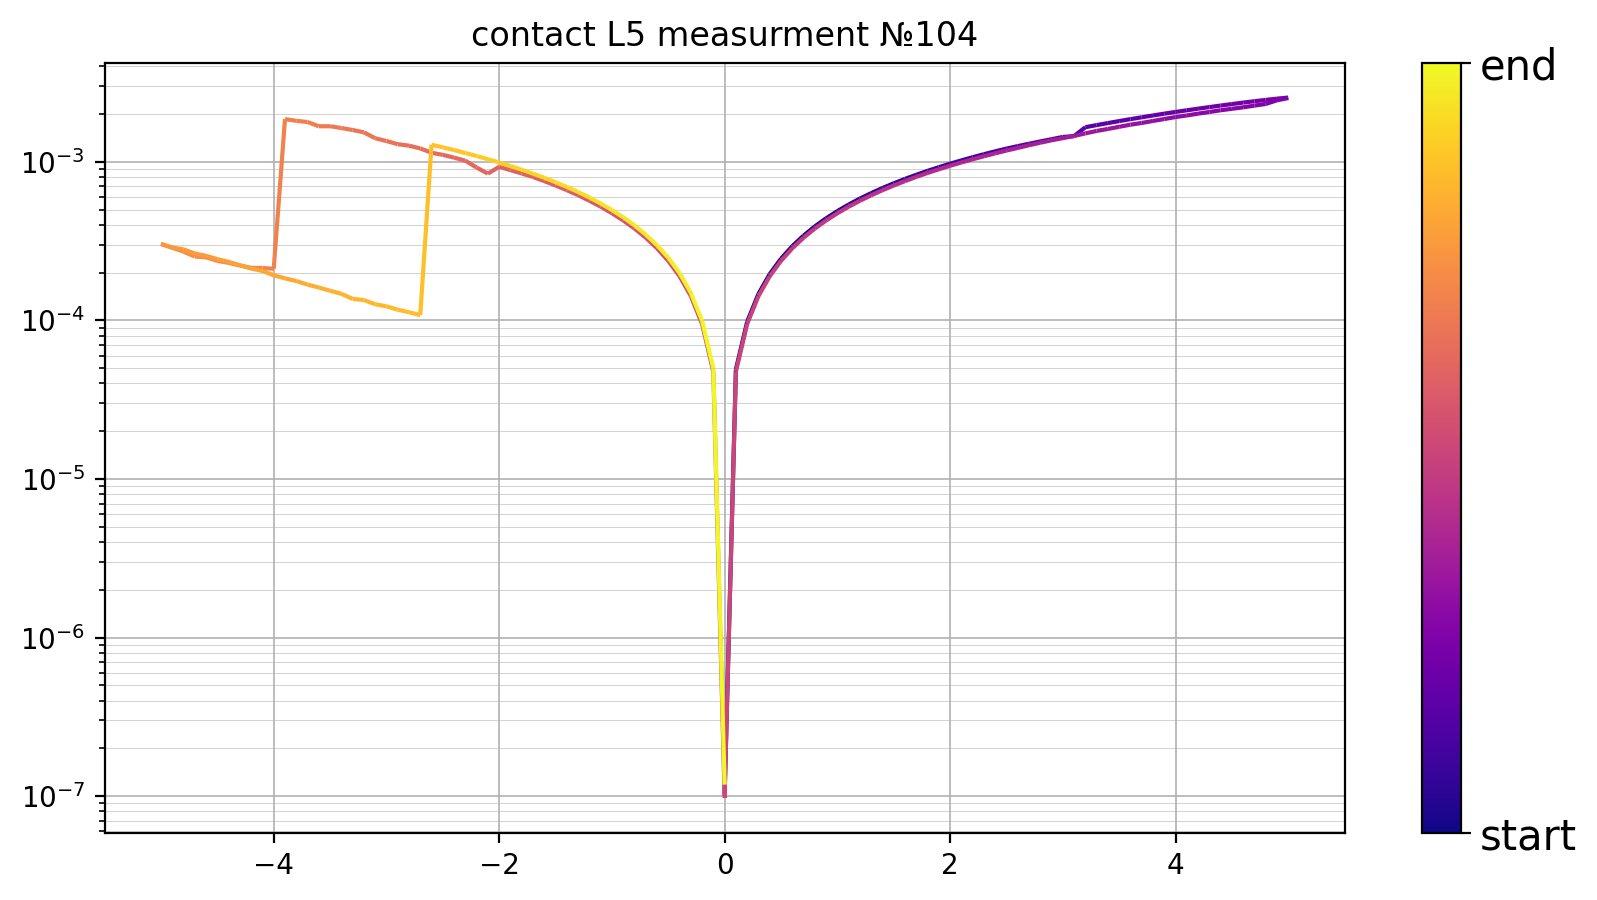 contact L5 measurment №104
end
10⁻³
10⁻⁴
10⁻⁵
10⁻⁶
10⁻⁷
start
−4 −2 0 2 4